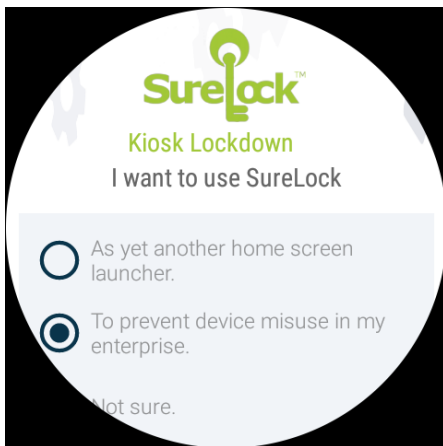 SureLock™
Kiosk Lockdown
I want to use SureLock
As yet another home screen
launcher.
To prevent device misuse in my
enterprise.
Not sure.